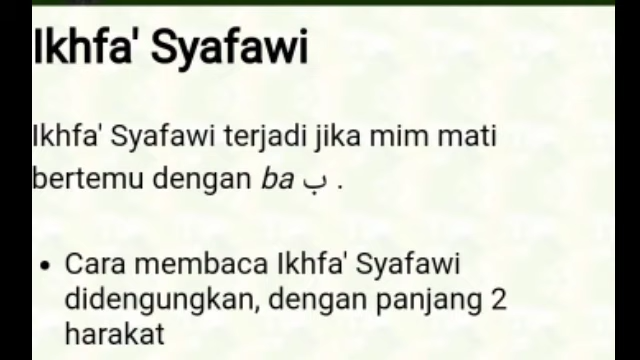 Ikhfa' Syafawi
Ikhfa' Syafawi terjadi jika mim mati
bertemu dengan ba ب .
• Cara membaca Ikhfa' Syafawi
didengungkan, dengan panjang 2
harakat